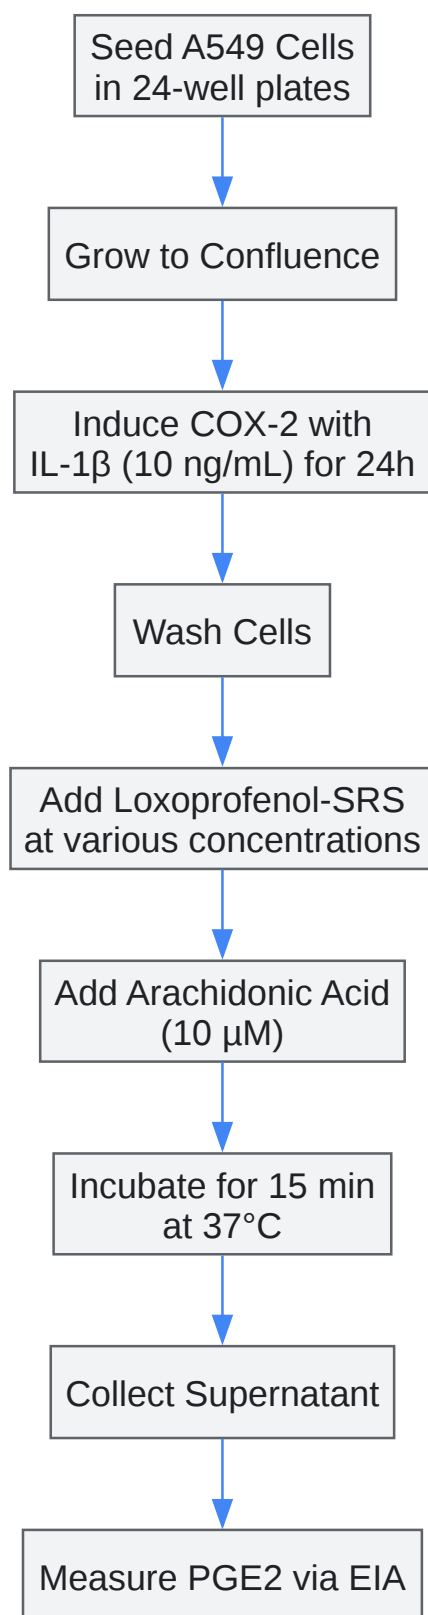 Seed A549 Cells
in 24-well plates
Grow to Confluence
Induce COX-2 with
IL-1β (10 ng/mL) for 24h
Wash Cells
Add Loxoprofenol-SRS
at various concentrations
Add Arachidonic Acid
(10 µM)
Incubate for 15 min
at 37°C
Collect Supernatant
Measure PGE2 via EIA